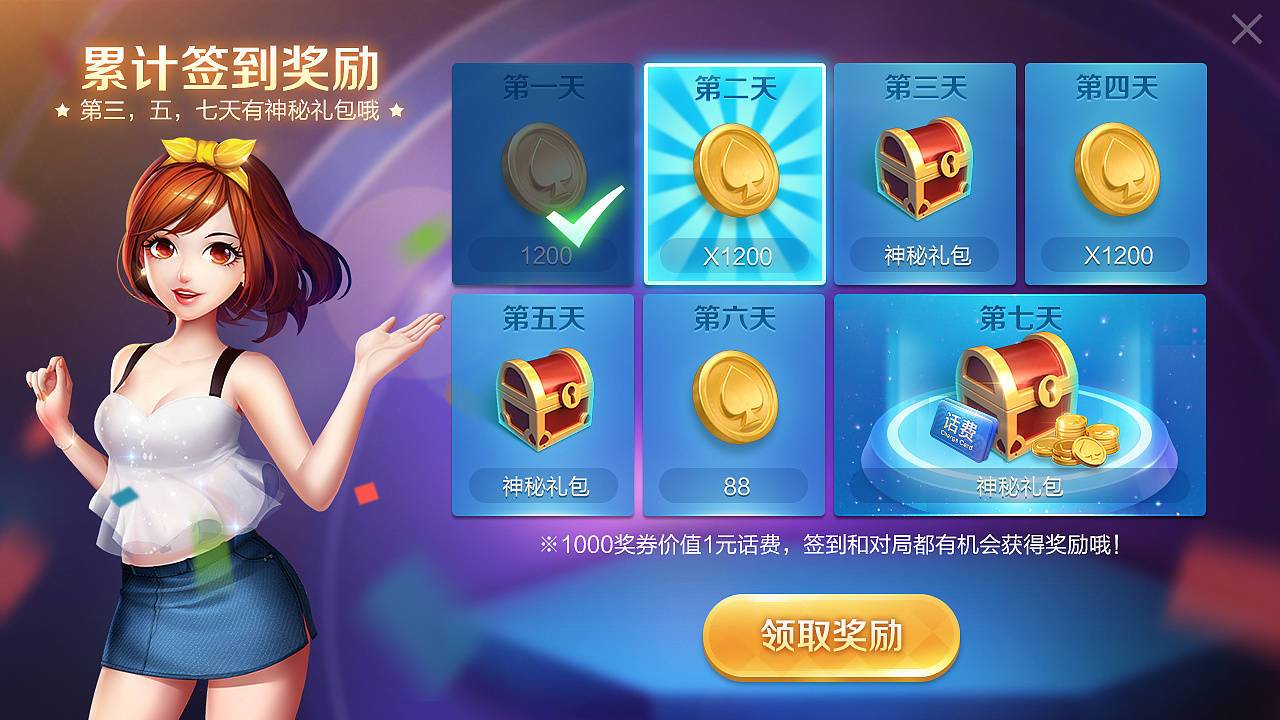 累计签到奖励
★ 第三，五，七天有神秘礼包哦 ★
第一天
1200
第二天
X1200
第三天
神秘礼包
第四天
X1200
第五天
神秘礼包
第六天
88
第七天
话费
Charge Card
神秘礼包
※1000奖券价值1元话费，签到和对局都有机会获得奖励哦！
领取奖励